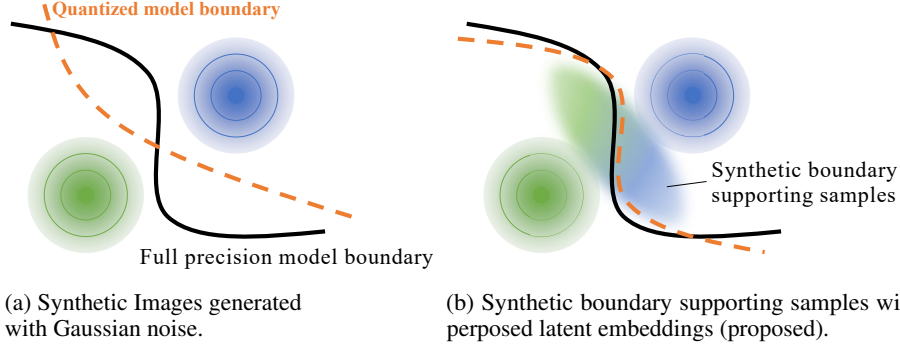 Quantized model boundary
Synthetic boundary
supporting samples
Full precision model boundary
(a) Synthetic Images generated
with Gaussian noise.
(b) Synthetic boundary supporting samples wi
perposed latent embeddings (proposed).